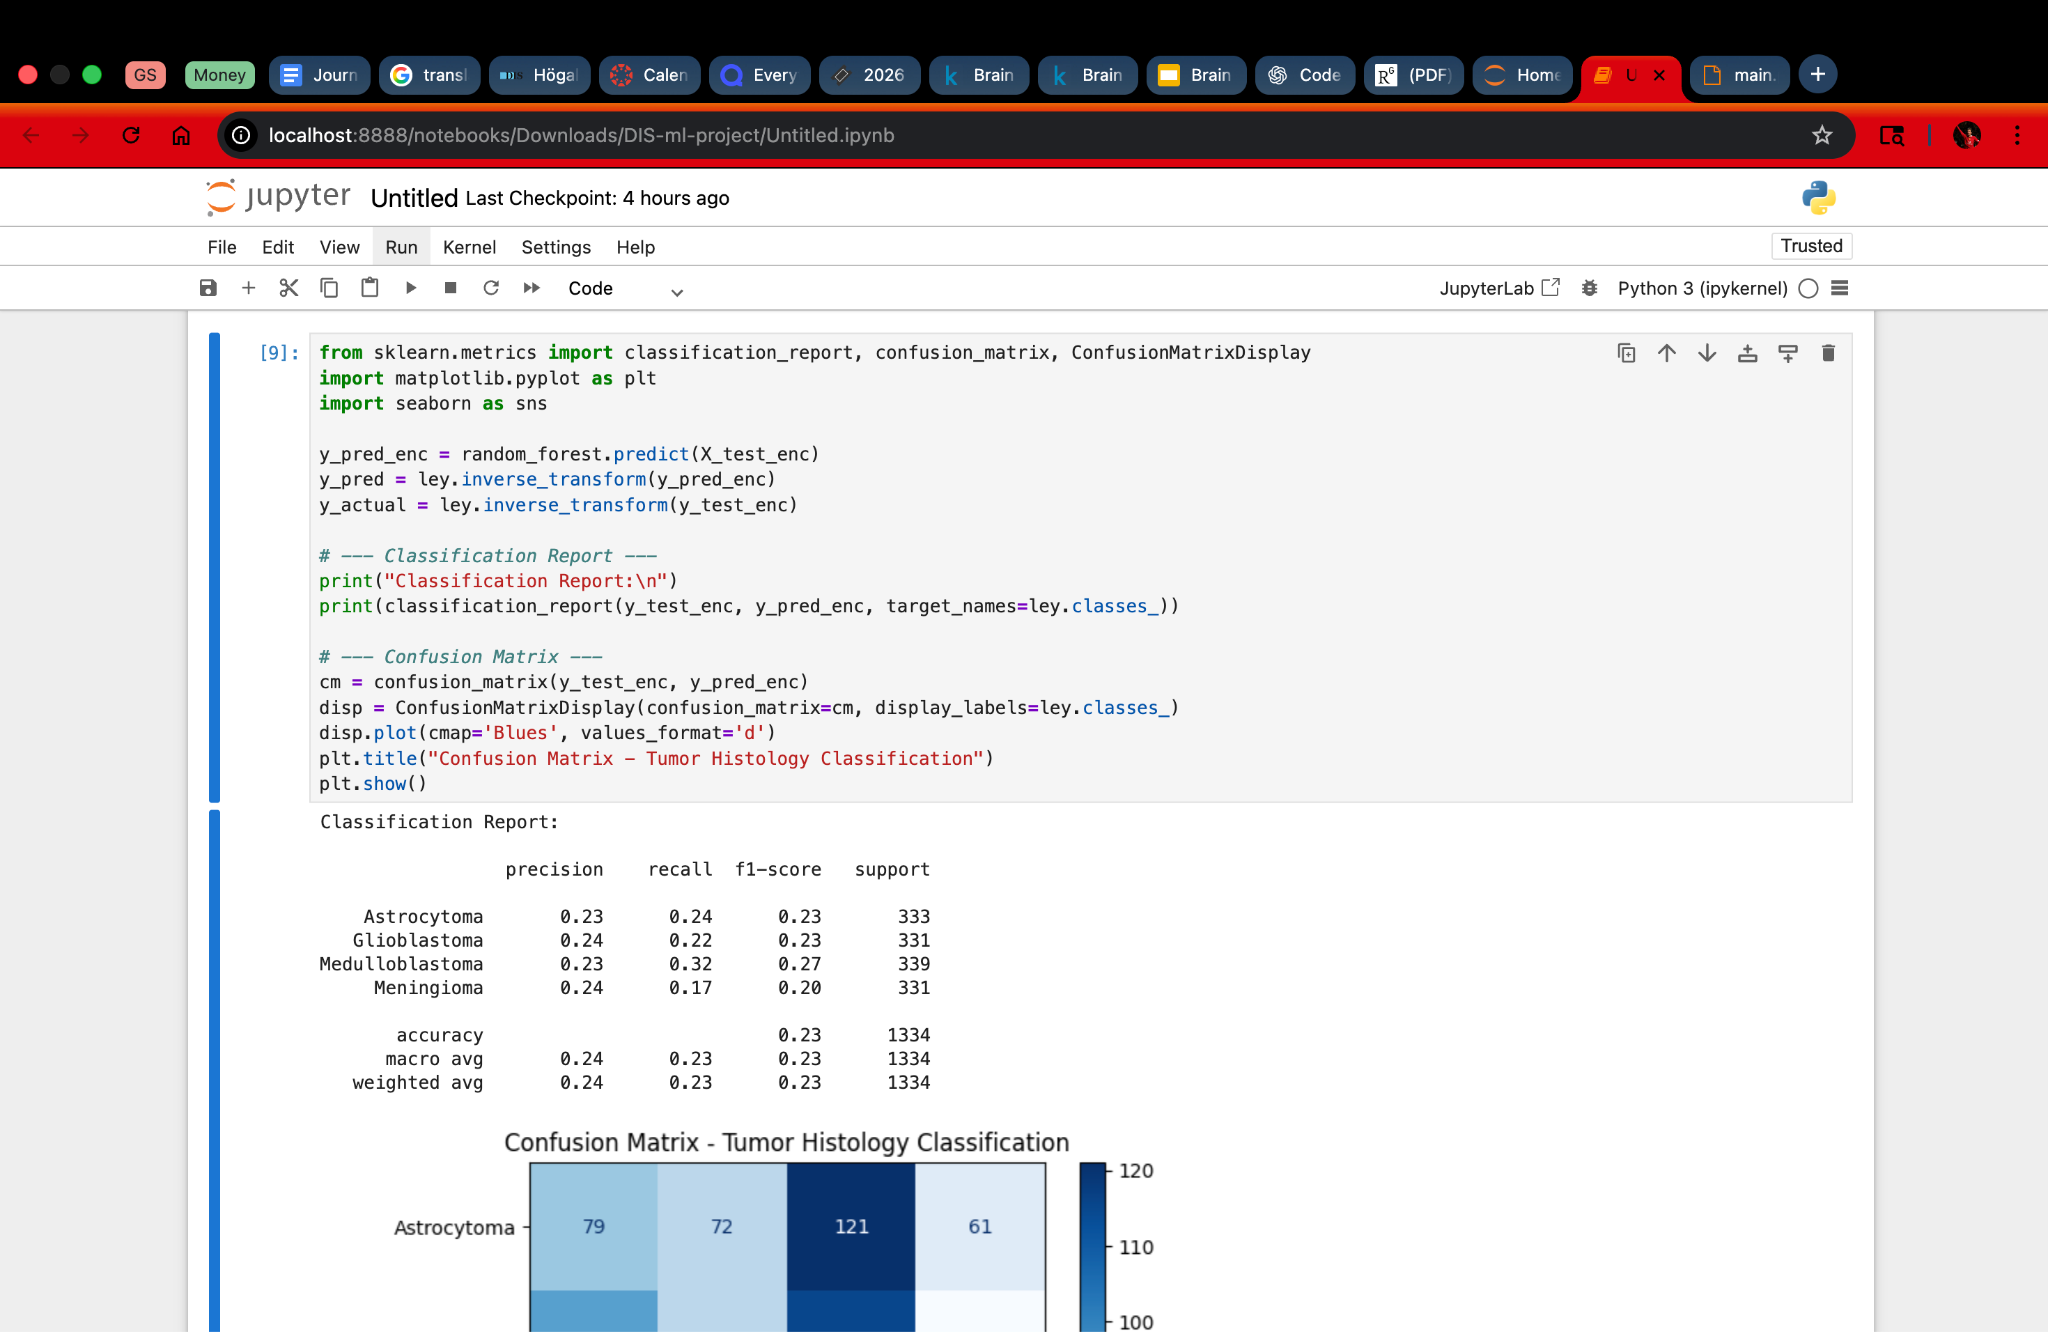 GS Money Journ transl Höga Calen Every 2026 Brain Brain Brain Code (PDF) Home U main.
localhost:8888/notebooks/Downloads/DIS-ml-project/Untitled.ipynb
jupyter Untitled Last Checkpoint: 4 hours ago
File Edit View Run Kernel Settings Help Trusted
Code JupyterLab Python 3 (ipykernel)
[9]: from sklearn.metrics import classification_report, confusion_matrix, ConfusionMatrixDisplay
import matplotlib.pyplot as plt
import seaborn as sns
y_pred_enc = random_forest.predict(X_test_enc)
y_pred = ley.inverse_transform(y_pred_enc)
y_actual = ley.inverse_transform(y_test_enc)
# --- Classification Report ---
print("Classification Report:\n")
print(classification_report(y_test_enc, y_pred_enc, target_names=ley.classes_))
# --- Confusion Matrix ---
cm = confusion_matrix(y_test_enc, y_pred_enc)
disp = ConfusionMatrixDisplay(confusion_matrix=cm, display_labels=ley.classes_)
disp.plot(cmap='Blues', values_format='d')
plt.title("Confusion Matrix - Tumor Histology Classification")
plt.show()
Classification Report:
precision recall f1-score support
Astrocytoma 0.23 0.24 0.23 333
Glioblastoma 0.24 0.22 0.23 331
Medulloblastoma 0.23 0.32 0.27 339
Meningioma 0.24 0.17 0.20 331
accuracy 0.23 1334
macro avg 0.24 0.23 0.23 1334
weighted avg 0.24 0.23 0.23 1334
Confusion Matrix - Tumor Histology Classification
120
Astrocytoma 79 72 121 61
110
100